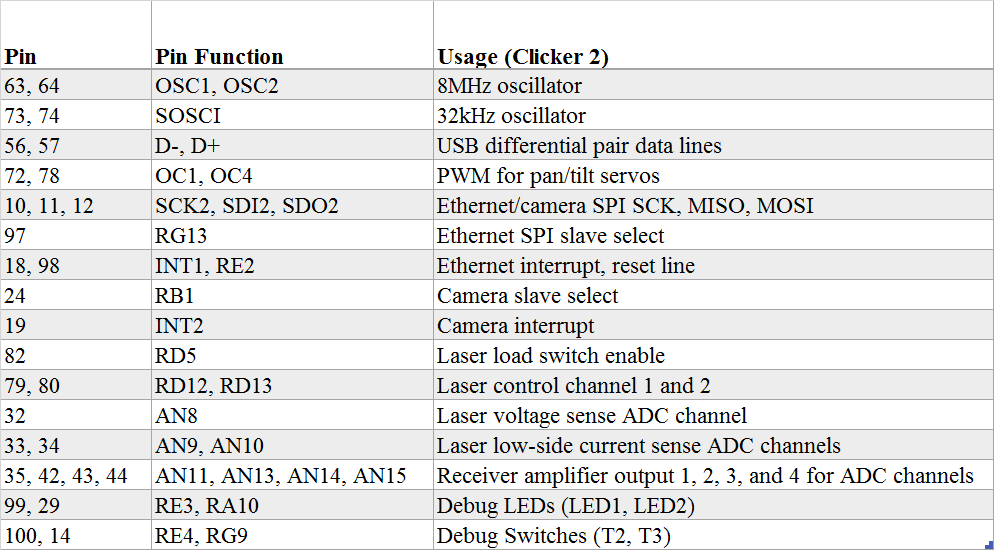 Pin Pin Function Usage (Clicker 2)
63, 64 OSC1, OSC2 8MHz oscillator
73, 74 SOSCI 32kHz oscillator
56, 57 D-, D+ USB differential pair data lines
72, 78 OC1, OC4 PWM for pan/tilt servos
10, 11, 12 SCK2, SDI2, SDO2 Ethernet/camera SPI SCK, MISO, MOSI
97 RG13 Ethernet SPI slave select
18, 98 INT1, RE2 Ethernet interrupt, reset line
24 RB1 Camera slave select
19 INT2 Camera interrupt
82 RD5 Laser load switch enable
79, 80 RD12, RD13 Laser control channel 1 and 2
32 AN8 Laser voltage sense ADC channel
33, 34 AN9, AN10 Laser low-side current sense ADC channels
35, 42, 43, 44 AN11, AN13, AN14, AN15 Receiver amplifier output 1, 2, 3, and 4 for ADC channels
99, 29 RE3, RA10 Debug LEDs (LED1, LED2)
100, 14 RE4, RG9 Debug Switches (T2, T3)